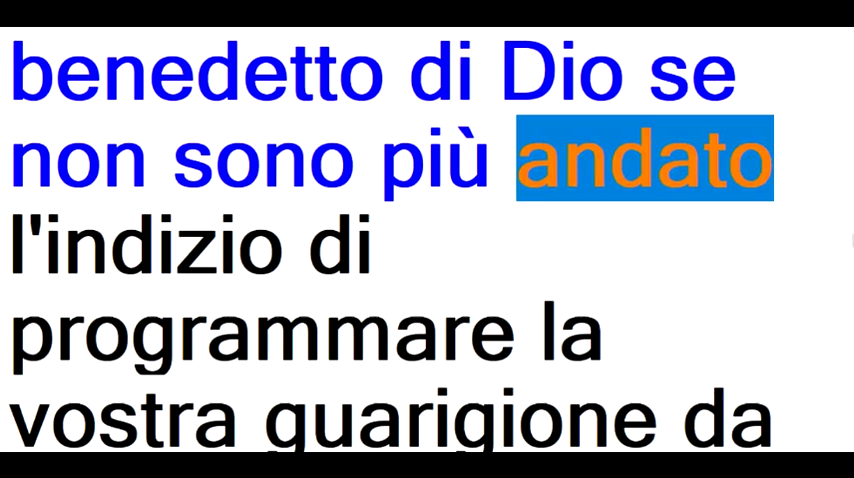 benedetto di Dio se
non sono più andato
l'indizio di
programmare la
vostra guarigione da